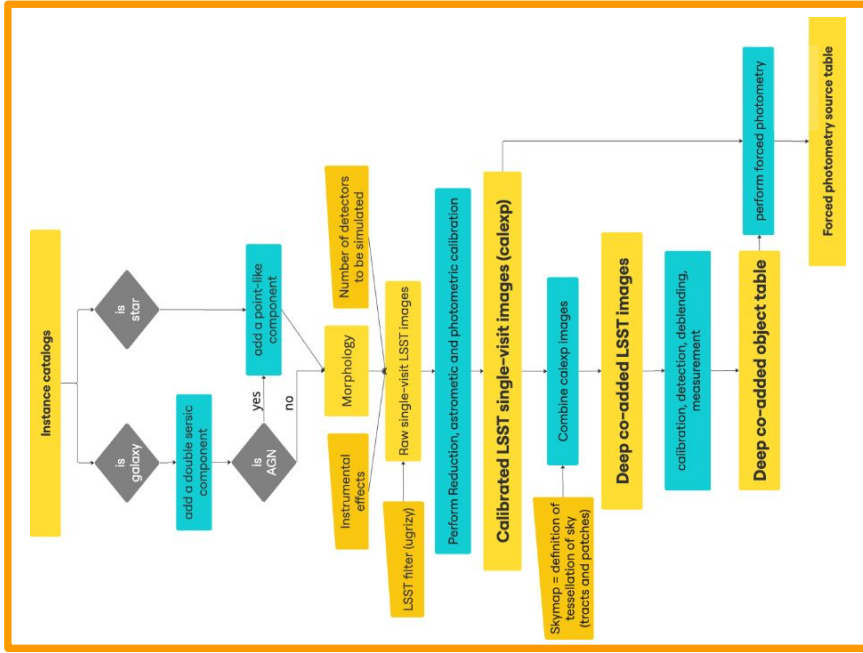 Instance catalogs
is
galaxy
is
star
add a double sersic
component
is
AGN
yes
no
add a point-like
component
Instrumental
effects
Morphology
Number of detectors
to be simulated
LSST filter (ugrizy)
Raw single-visit LSST images
Perform Reduction, astrometric and photometric calibration
Calibrated LSST single-visit images (calexp)
Skymap = definition of
tessellation of sky
(tracts and patches)
Combine calexp images
Deep co-added LSST images
calibration, detection, deblending,
measurement
Deep co-added object table
perform forced photometry
Forced photometry source table